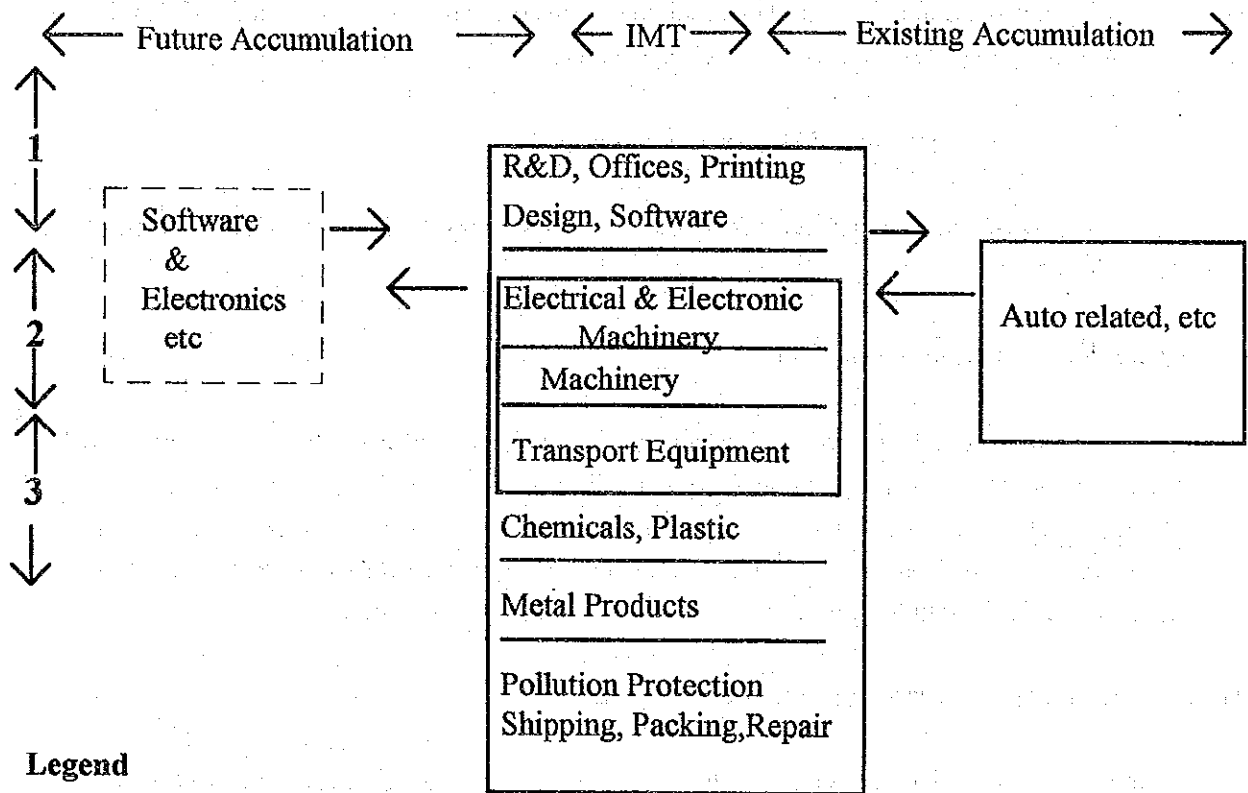 Future Accumulation IMT Existing Accumulation
1
2
3
Software
&
Electronics
etc
R&D, Offices, Printing
Design, Software
Electrical & Electronic
Machinery
Machinery
Transport Equipment
Chemicals, Plastic
Metal Products
Pollution Protection
Shipping, Packing,Repair
Auto related, etc
Legend